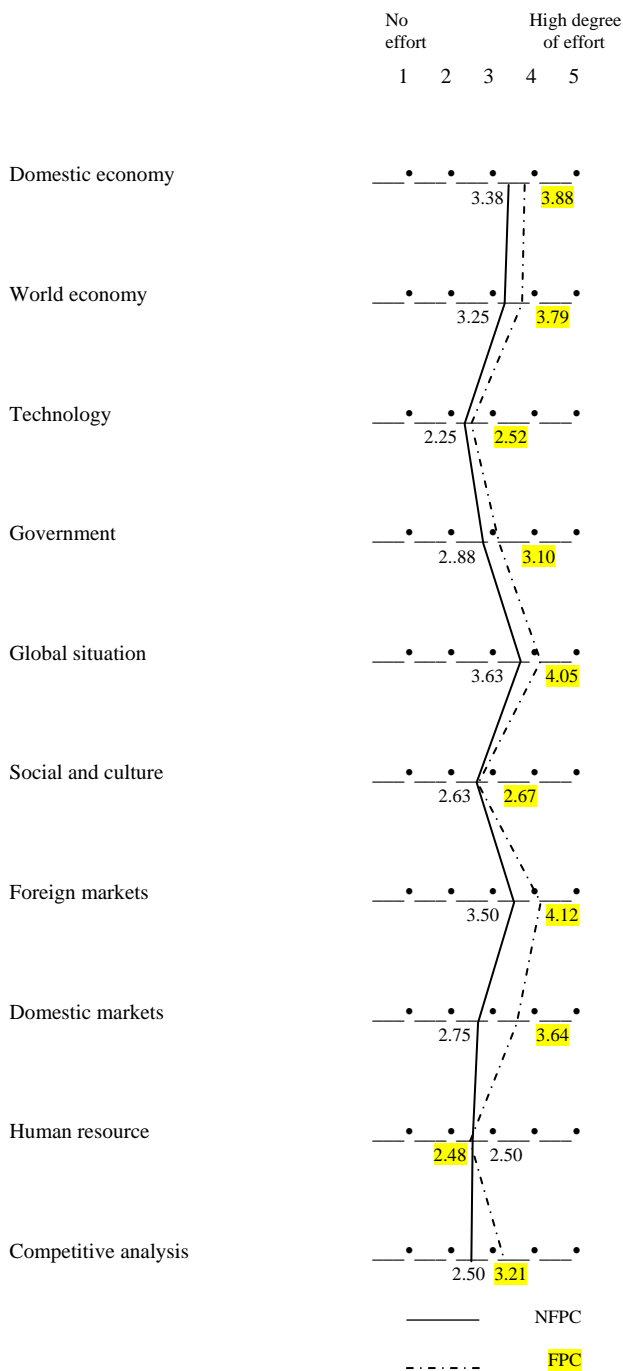 No effort High degree of effort
1 2 3 4 5
Domestic economy
3.38 3.88
World economy
3.25 3.79
Technology
2.25 2.52
Government
2..88 3.10
Global situation
3.63 4.05
Social and culture
2.63 2.67
Foreign markets
3.50 4.12
Domestic markets
2.75 3.64
Human resource
2.48 2.50
Competitive analysis
2.50 3.21
NFPC
FPC